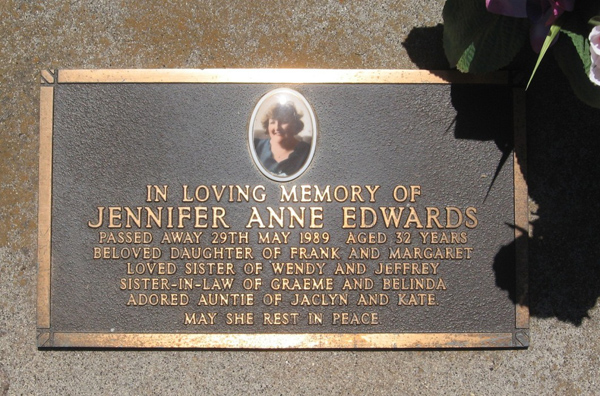 IN LOVING MEMORY OF
JENNIFER ANNE EDWARDS
PASSED AWAY 29TH MAY 1989 AGED 32 YEARS
BELOVED DAUGHTER OF FRANK AND MARGARET
LOVED SISTER OF WENDY AND JEFFREY
SISTER-IN-LAW OF GRAEME AND BELINDA
ADORED AUNTIE OF JACLYN AND KATE.
MAY SHE REST IN PEACE